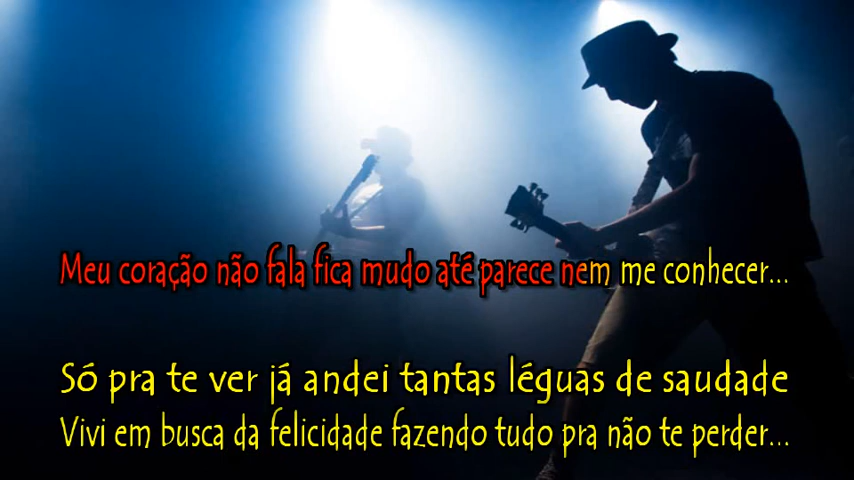 Meu coração não fala fica mudo até parece nem me conhecer...
Só pra te ver já andei tantas léguas de saudade
Vivi em busca da felicidade fazendo tudo pra não te perder...